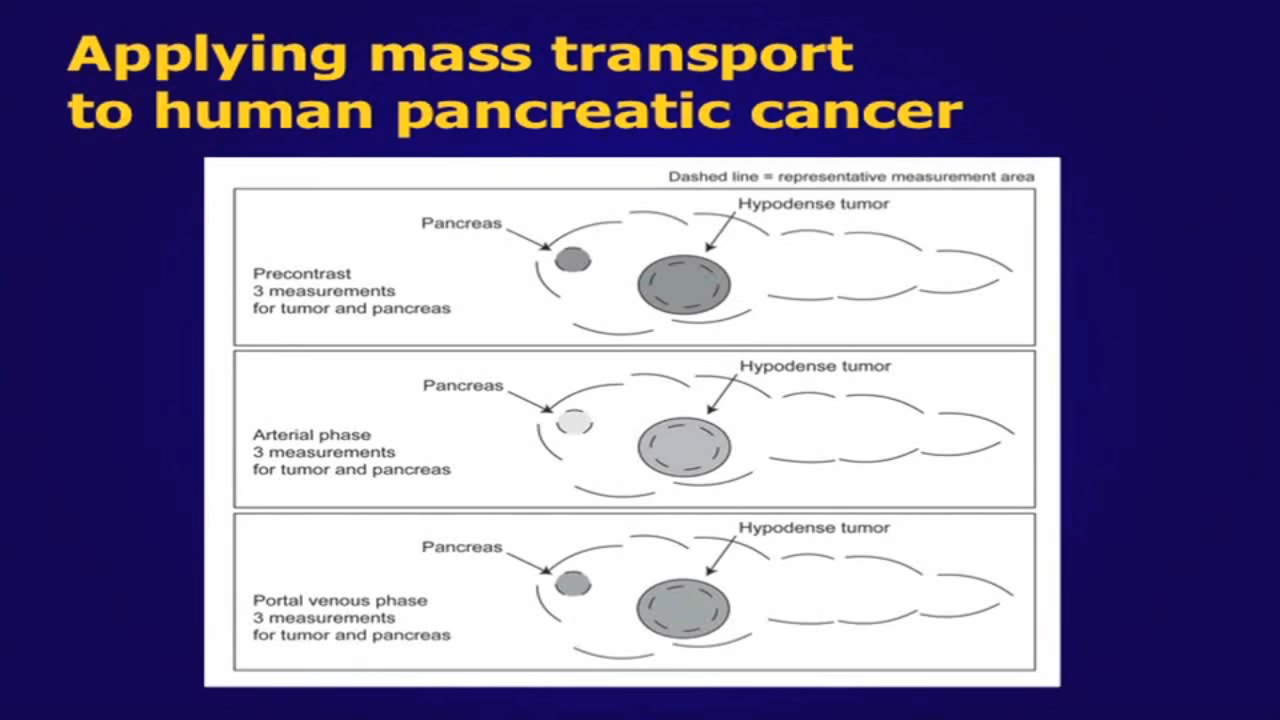 Applying mass transport
to human pancreatic cancer
Dashed line = representative measurement area
Pancreas
Hypodense tumor
Precontrast
3 measurements
for tumor and pancreas
Pancreas
Hypodense tumor
Arterial phase
3 measurements
for tumor and pancreas
Pancreas
Hypodense tumor
Portal venous phase
3 measurements
for tumor and pancreas